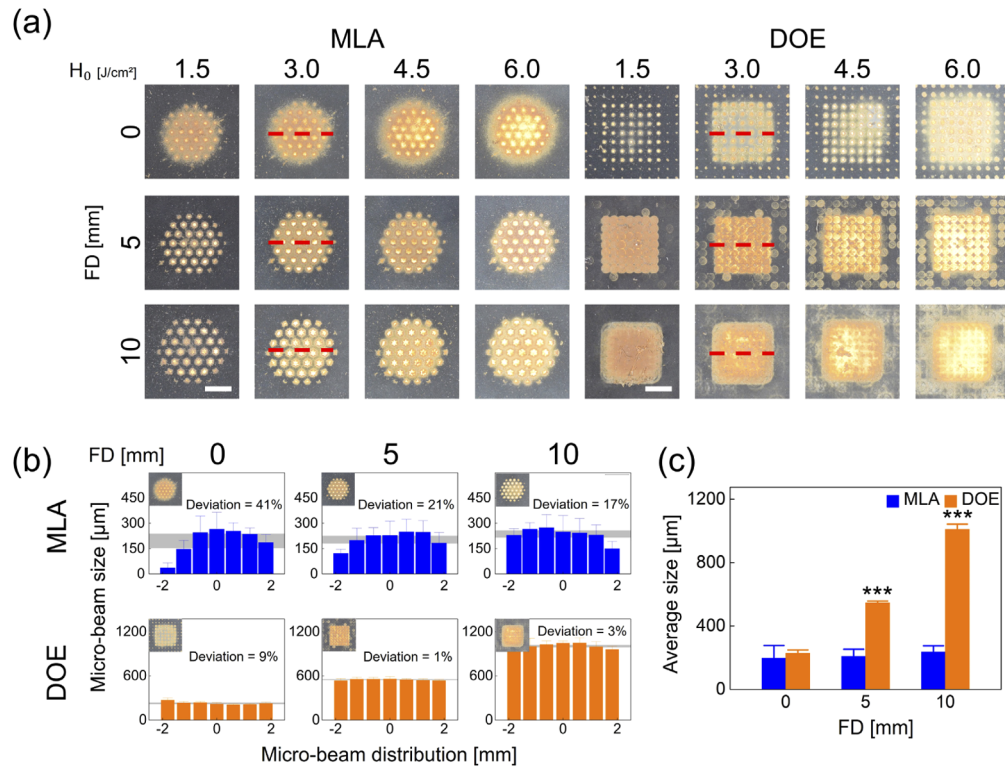 (a)
MLA DOE
H₀ [J/cm²] 1.5 3.0 4.5 6.0 1.5 3.0 4.5 6.0
0
FD [mm] 5
10
(b)
FD [mm] 0 5 10
MLA
Micro-beam size [μm]
450 300 150 0
Deviation = 41%
-2 0 2
450 300 150 0
Deviation = 21%
-2 0 2
450 300 150 0
Deviation = 17%
-2 0 2
DOE
1200 600 0
Deviation = 9%
-2 0 2
1200 600 0
Deviation = 1%
-2 0 2
1200 600 0
Deviation = 3%
-2 0 2
Micro-beam distribution [mm]
(c)
MLA DOE
Average size [μm]
1200
800
400
0
***
***
0 5 10
FD [mm]